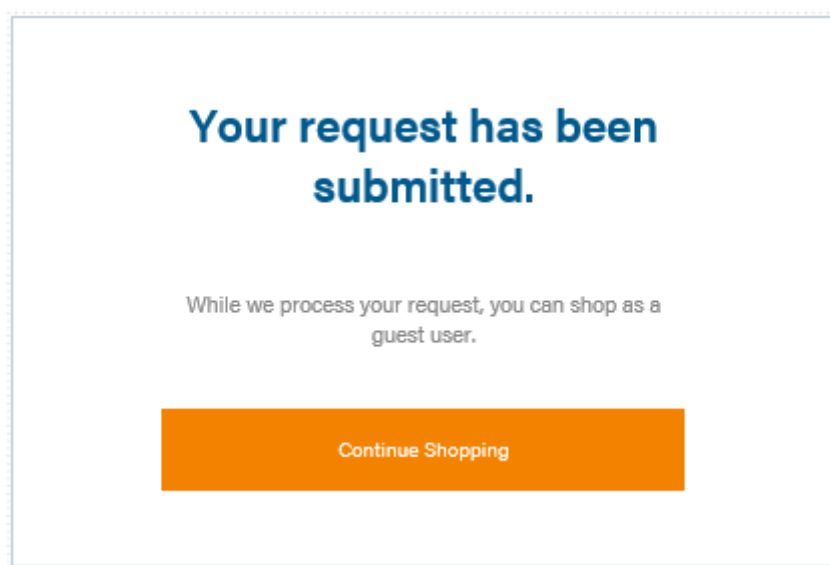 Your request has been
submitted.
While we process your request, you can shop as a
guest user.
Continue Shopping